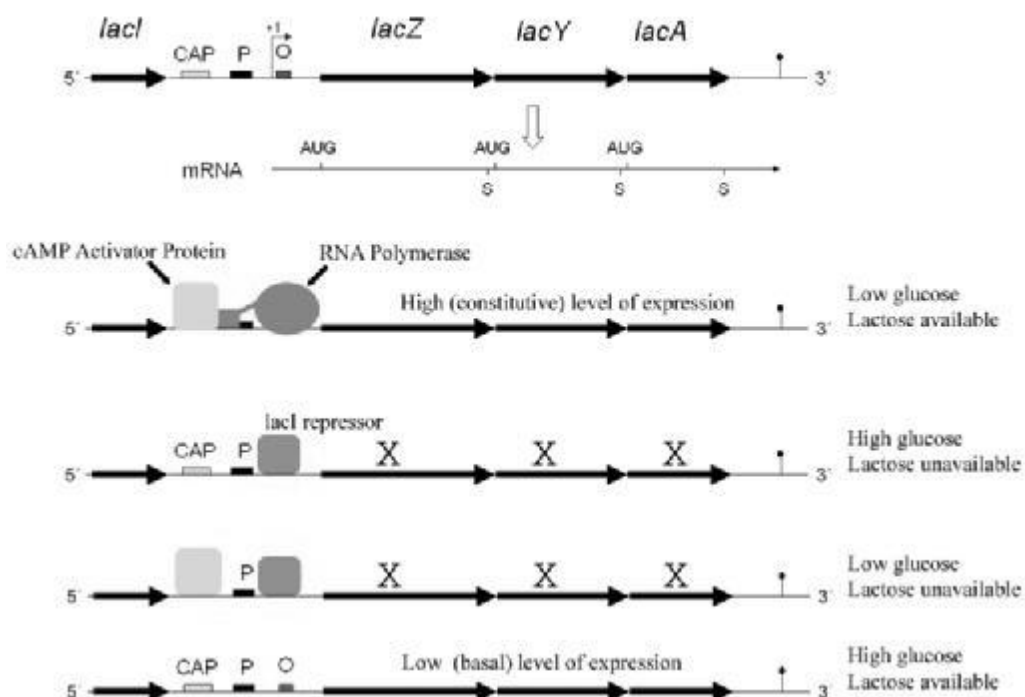 lacI lacZ lacY lacA
CAP P +1 O
5´ 3´
AUG AUG AUG
mRNA
S S S
cAMP Activator Protein RNA Polymerase
High (constitutive) level of expression
Low glucose
Lactose available
5´ 3´
lacI repressor
CAP P X X X
High glucose
Lactose unavailable
5´ 3´
P X X X
Low glucose
Lactose unavailable
5´ 3´
CAP P O Low (basal) level of expression
High glucose
Lactose available
5´ 3´